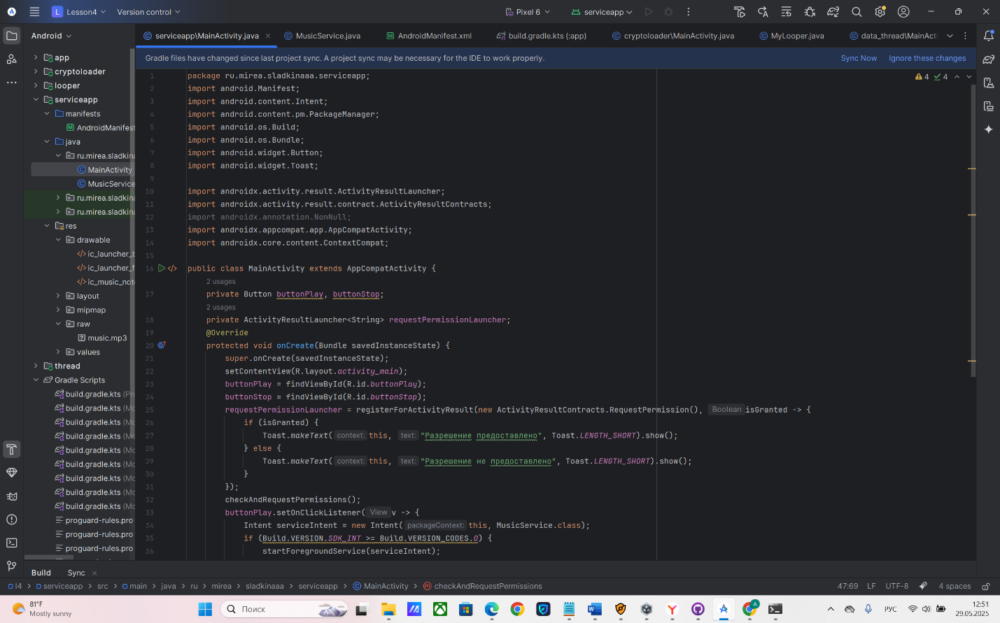 L Lesson4 Version control Pixel 6 serviceapp
Android
serviceapp\MainActivity.java MusicService.java AndroidManifest.xml build.gradle.kts (:app) cryptoloader\MainActivity.java MyLooper.java data_thread\MainActi
Gradle files have changed since last project sync. A project sync may be necessary for the IDE to work properly. Sync Now Ignore these changes
4 4
app
cryptoloader
looper
serviceapp
manifests
AndroidManifest
java
ru.mirea.sladkina
MainActivity
MusicService
ru.mirea.sladkina
ru.mirea.sladkina
res
drawable
ic_launcher_b
ic_launcher_f
ic_music_not
layout
mipmap
raw
music.mp3
values
thread
Gradle Scripts
build.gradle.kts (Pr
build.gradle.kts (Mo
build.gradle.kts (Mo
build.gradle.kts (Mo
build.gradle.kts (Mo
build.gradle.kts (Mo
build.gradle.kts (Mo
build.gradle.kts (Mo
build.gradle.kts (Mo
proguard-rules.pro
proguard-rules.pro
proguard-rules.pro
1 package ru.mirea.sladkinaaa.serviceapp;
2 import android.Manifest;
3 import android.content.Intent;
4 import android.content.pm.PackageManager;
5 import android.os.Build;
6 import android.os.Bundle;
7 import android.widget.Button;
8 import android.widget.Toast;
9
10 import androidx.activity.result.ActivityResultLauncher;
11 import androidx.activity.result.contract.ActivityResultContracts;
12 import androidx.annotation.NonNull;
13 import androidx.appcompat.app.AppCompatActivity;
14 import androidx.core.content.ContextCompat;
15
16 public class MainActivity extends AppCompatActivity {
2 usages
17 private Button buttonPlay, buttonStop;
2 usages
18 private ActivityResultLauncher<String> requestPermissionLauncher;
19 @Override
20 protected void onCreate(Bundle savedInstanceState) {
21 super.onCreate(savedInstanceState);
22 setContentView(R.layout.activity_main);
23 buttonPlay = findViewById(R.id.buttonPlay);
24 buttonStop = findViewById(R.id.buttonStop);
25 requestPermissionLauncher = registerForActivityResult(new ActivityResultContracts.RequestPermission(), Boolean isGranted -> {
26 if (isGranted) {
27 Toast.makeText( context: this, text: "Разрешение предоставлено", Toast.LENGTH_SHORT).show();
28 } else {
29 Toast.makeText( context: this, text: "Разрешение не предоставлено", Toast.LENGTH_SHORT).show();
30 }
31 });
32 checkAndRequestPermissions();
33 buttonPlay.setOnClickListener( View v -> {
34 Intent serviceIntent = new Intent( packageContext: this, MusicService.class);
35 if (Build.VERSION.SDK_INT >= Build.VERSION_CODES.O) {
36 startForegroundService(serviceIntent);
Build Sync
l4 > serviceapp > src > main > java > ru > mirea > sladkinaaa > serviceapp > MainActivity > checkAndRequestPermissions 47:69 LF UTF-8 4 spaces
81°F
Mostly sunny
Поиск
РУС
12:51
29.05.2025